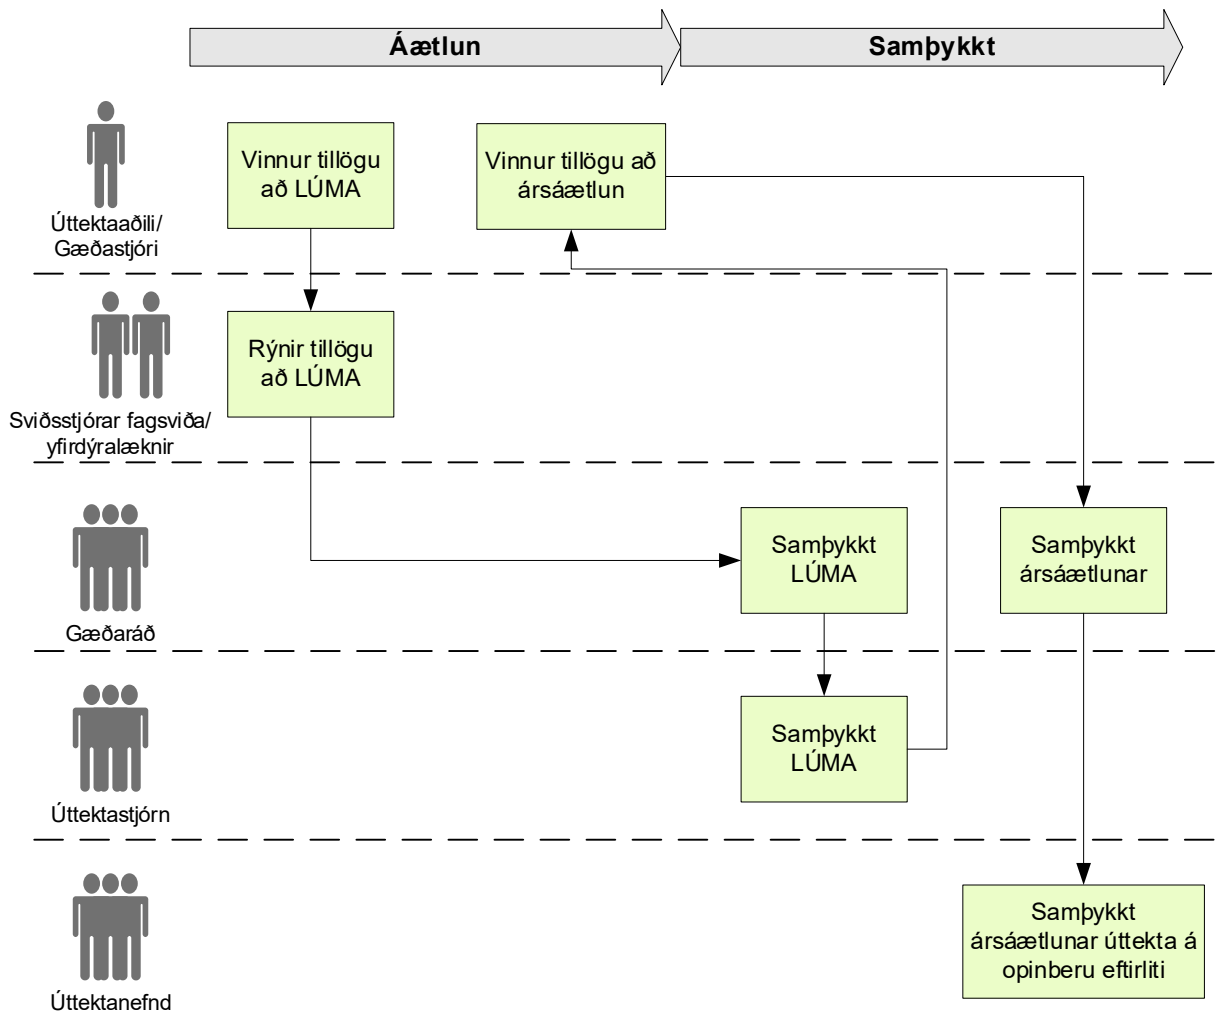 Áætlun
Samþykkt
Vinnur tillögu
að LÚMA
Vinnur tillögu að
ársáætlun
Úttektaaðili/
Gæðastjóri
Rýnir tillögu
að LÚMA
Sviðsstjórar fagsviða/
yfirdýralæknir
Samþykkt
LÚMA
Samþykkt
ársáætlunar
Gæðaráð
Samþykkt
LÚMA
Úttektastjórn
Samþykkt
ársáætlunar úttekta á
opinberu eftirliti
Úttektanefnd